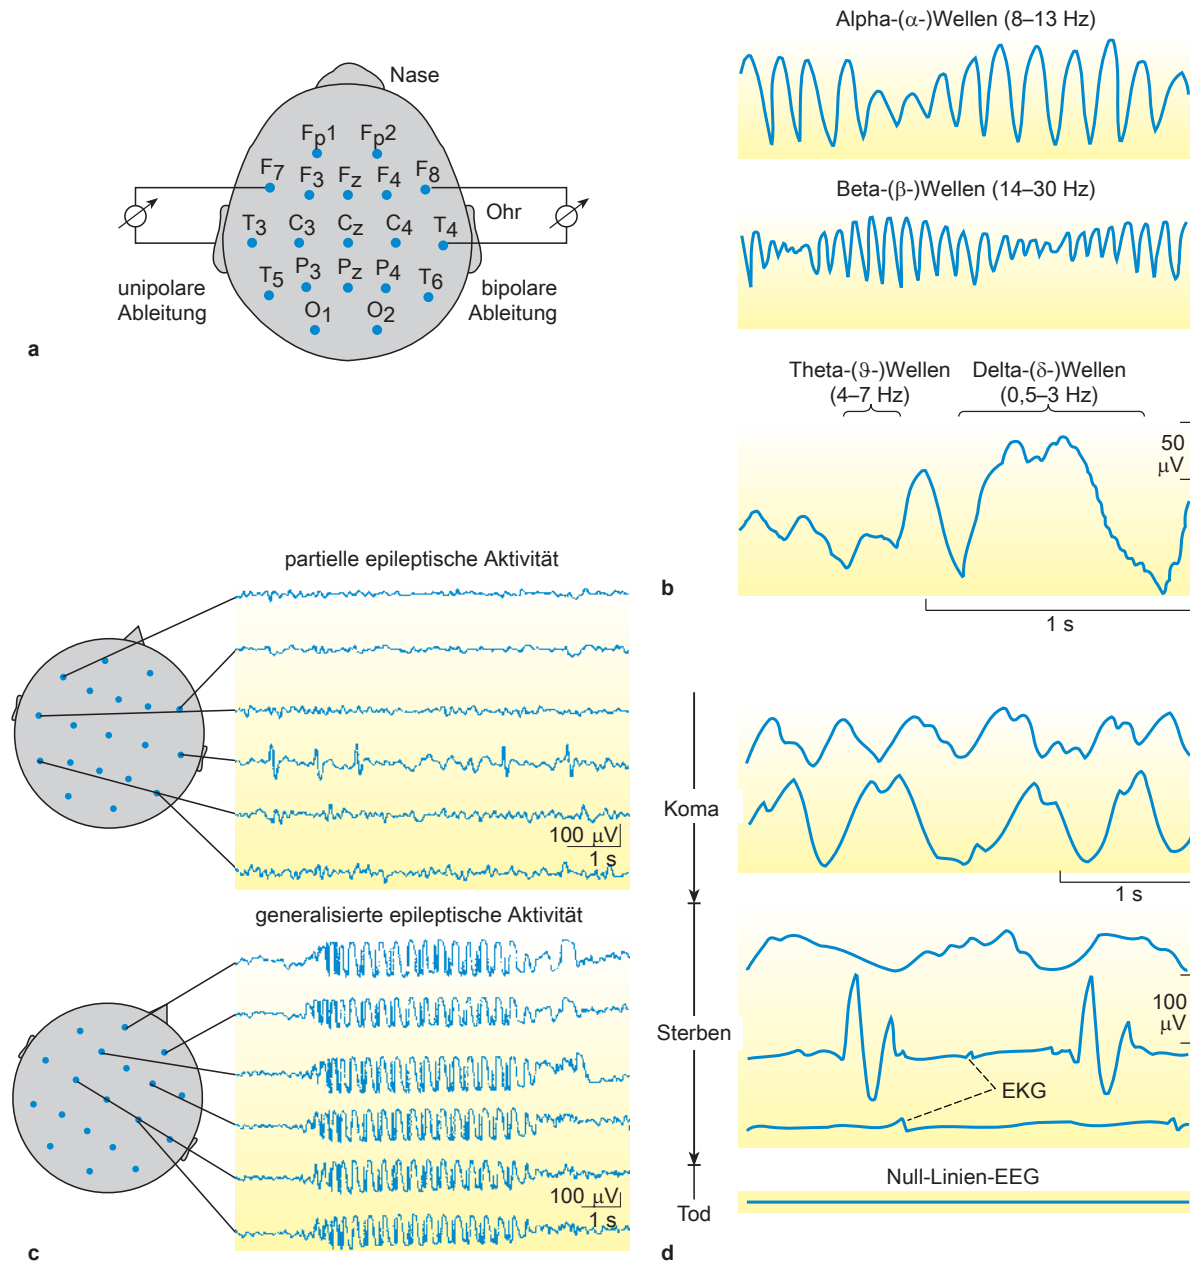 Nase
Fp1
Fp2
F7
F3
Fz
F4
F8
Ohr
T3
C3
Cz
C4
T4
T5
P3
Pz
P4
T6
O1
O2
unipolare
Ableitung
bipolare
Ableitung
a
Alpha-(α-)Wellen (8–13 Hz)
Beta-(β-)Wellen (14–30 Hz)
Theta-(ϑ-)Wellen
(4–7 Hz)
Delta-(δ-)Wellen
(0,5–3 Hz)
50
μV
1 s
b
partielle epileptische Aktivität
100 μV
1 s
generalisierte epileptische Aktivität
100 μV
1 s
c
Koma
1 s
Sterben
100
μV
EKG
Null-Linien-EEG
Tod
d